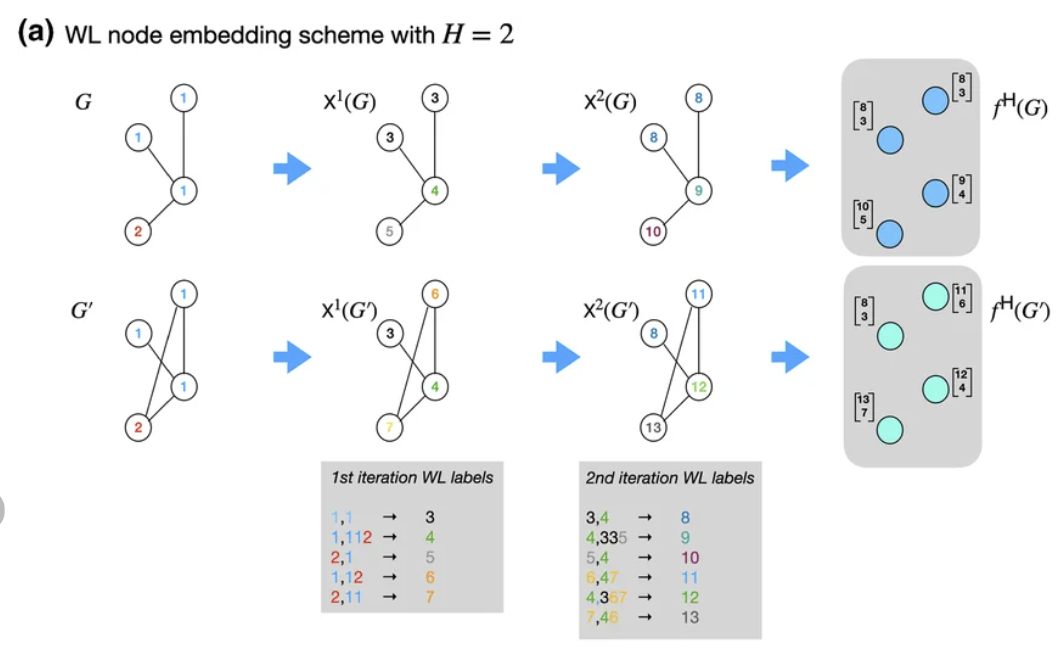 (a) WL node embedding scheme with H = 2
G
1
1
1
2
X¹(G)
3
3
4
5
X²(G)
8
8
9
10
[8 3]
[8 3]
[9 4]
[10 5]
fᴴ(G)
G′
1
1
1
2
X¹(G′)
6
3
4
7
X²(G′)
11
8
12
13
[11 6]
[8 3]
[12 4]
[13 7]
fᴴ(G′)
1st iteration WL labels
1,1 → 3
1,112 → 4
2,1 → 5
1,12 → 6
2,11 → 7
2nd iteration WL labels
3,4 → 8
4,335 → 9
5,4 → 10
6,47 → 11
4,367 → 12
7,46 → 13